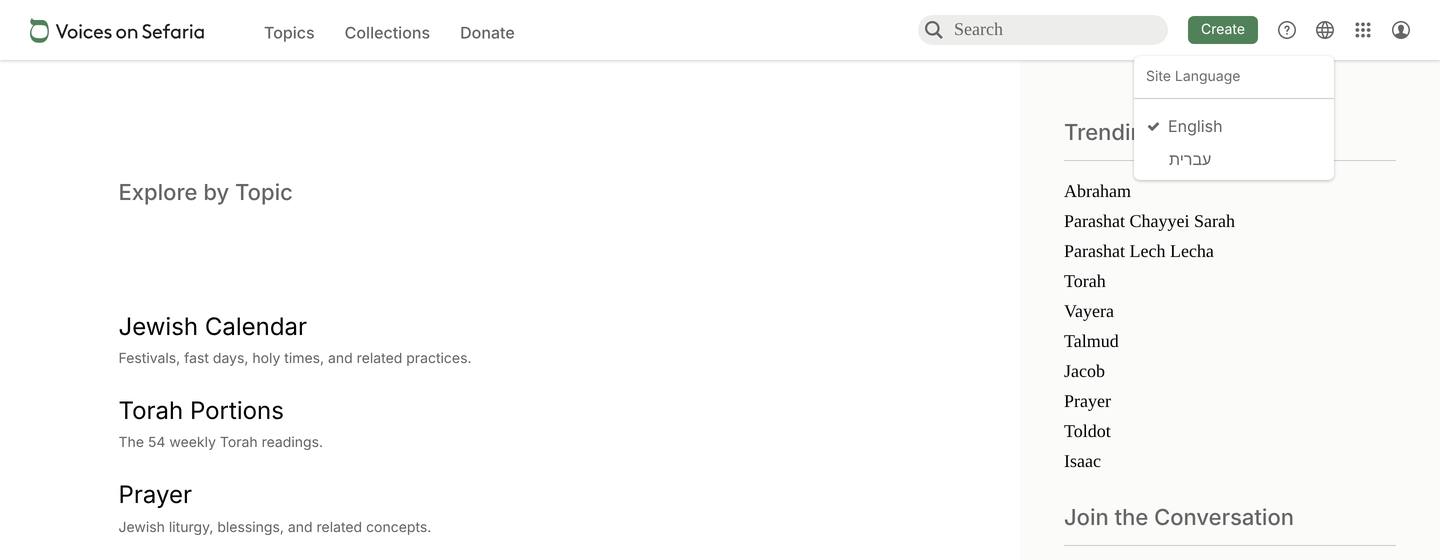 Voices on Sefaria
Topics
Collections
Donate
Search
Create
Site Language
English
עברית
Explore by Topic
Jewish Calendar
Festivals, fast days, holy times, and related practices.
Torah Portions
The 54 weekly Torah readings.
Prayer
Jewish liturgy, blessings, and related concepts.
Abraham
Parashat Chayyei Sarah
Parashat Lech Lecha
Torah
Vayera
Talmud
Jacob
Prayer
Toldot
Isaac
Join the Conversation